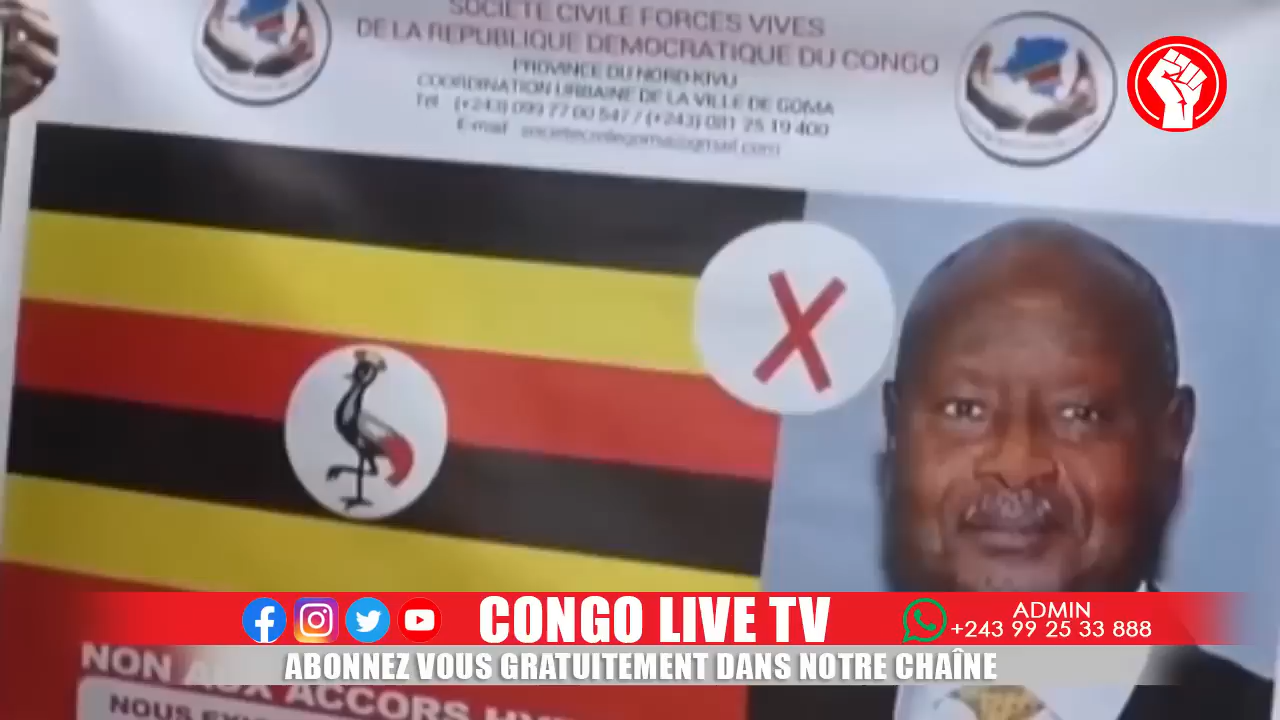 SOCIETE CIVILE FORCES VIVES
DE LA REPUBLIQUE DEMOCRATIQUE DU CONGO
PROVINCE DU NORD-KIVU
COORDINATION URBAINE DE LA VILLE DE GOMA
Tél (+243) 099 77 00 547 / (+243) 081 25 19 400
E-mail
X
CONGO LIVE TV
ADMIN
+243 99 25 33 888
ABONNEZ VOUS GRATUITEMENT DANS NOTRE CHAÎNE
NON AUX ACCORS
NOUS